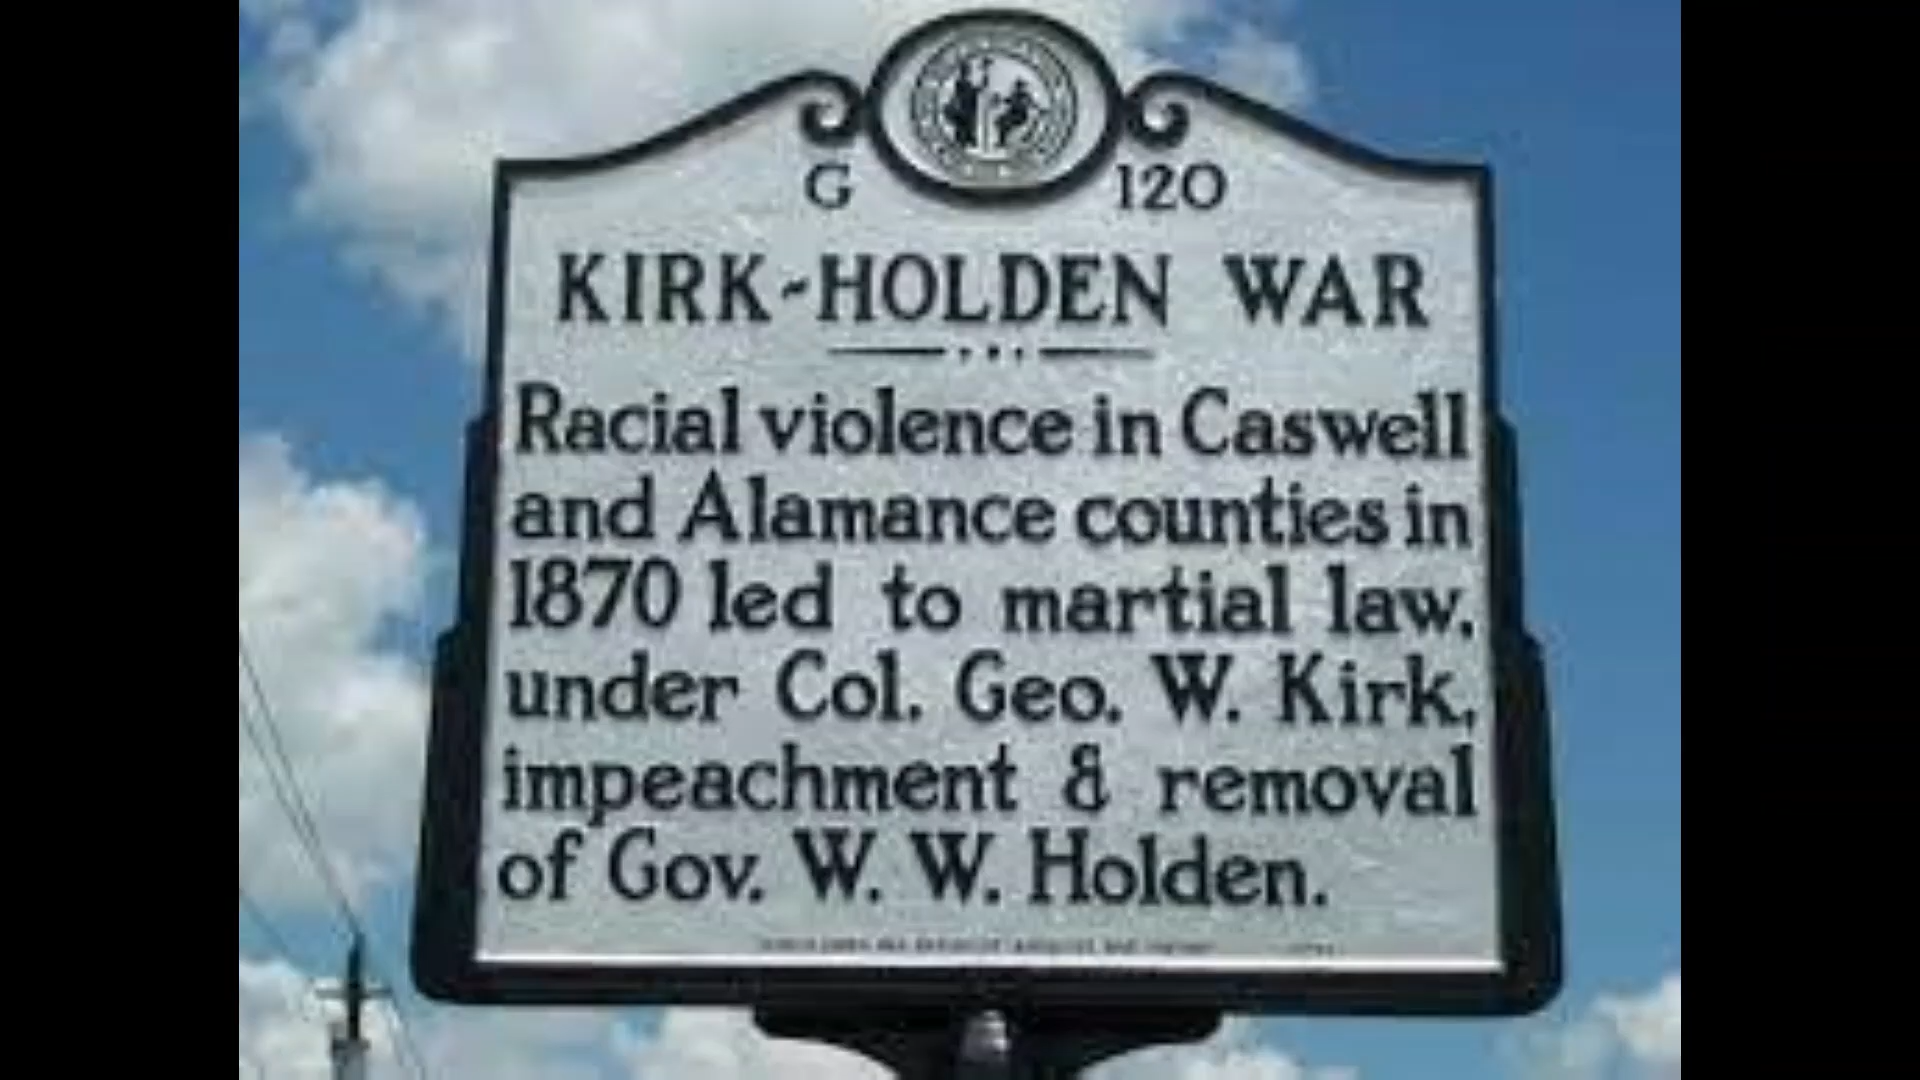 G 120
KIRK-HOLDEN WAR
Racial violence in Caswell
and Alamance counties in
1870 led to martial law,
under Col. Geo. W. Kirk,
impeachment & removal
of Gov. W. W. Holden.